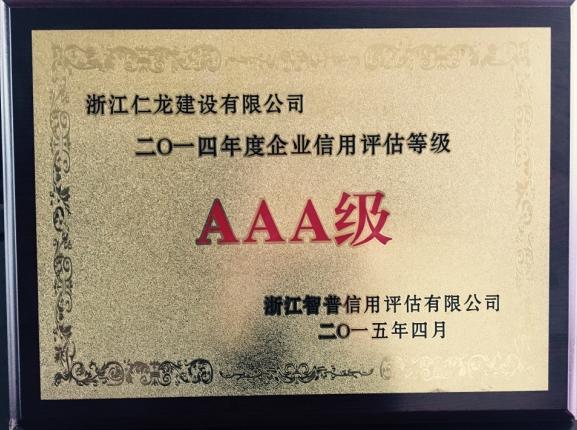 浙江仁龙建设有限公司
二〇一四年度企业信用评估等级
AAA级
浙江智普信用评估有限公司
二〇一五年四月